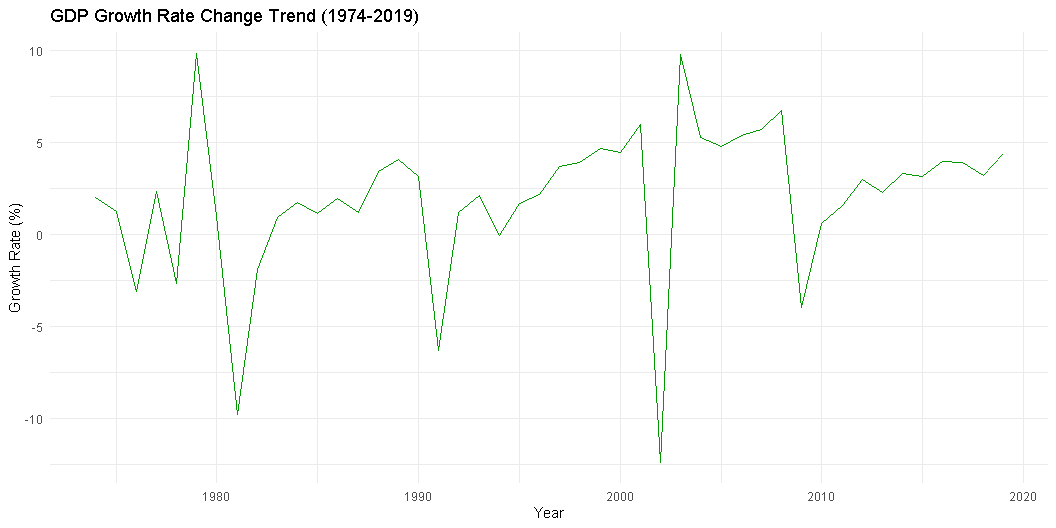 GDP Growth Rate Change Trend (1974-2019)
Growth Rate (%)
10
5
0
-5
-10
1980 1990 2000 2010 2020
Year